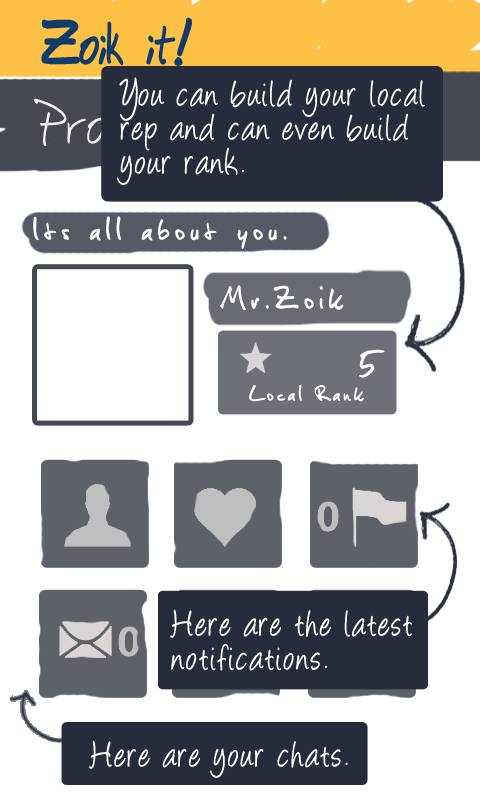 Zoik it!
You can build your local
rep and can even build
your rank.
Pro
Its all about you.
Mr.Zoik
5
Local Rank
0
0
Here are the latest
notifications.
Here are your chats.